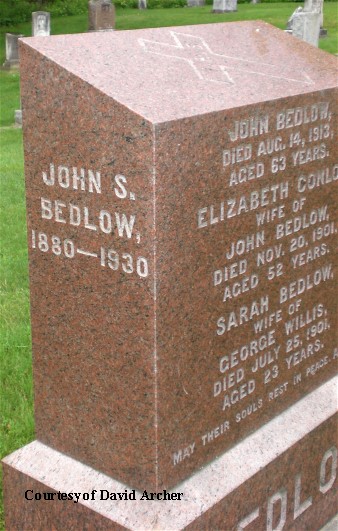 JOHN S.
BEDLOW,
1880—1930
JOHN BEDLOW,
DIED AUG. 14, 1913,
AGED 63 YEARS.
ELIZABETH CONLO
WIFE OF
JOHN BEDLOW,
DIED NOV. 20, 1901,
AGED 52 YEARS.
SARAH BEDLOW,
WIFE OF
GEORGE WILLIS,
DIED JULY 25, 1901,
AGED 23 YEARS.
MAY THEIR SOULS REST IN PEACE. A
EDLO
Courtesy of David Archer